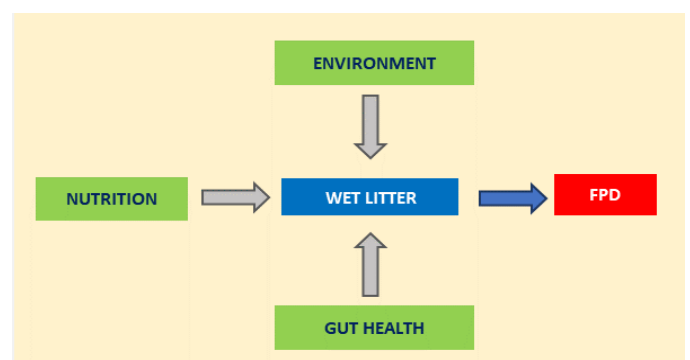 ENVIRONMENT
NUTRITION
WET LITTER
FPD
GUT HEALTH